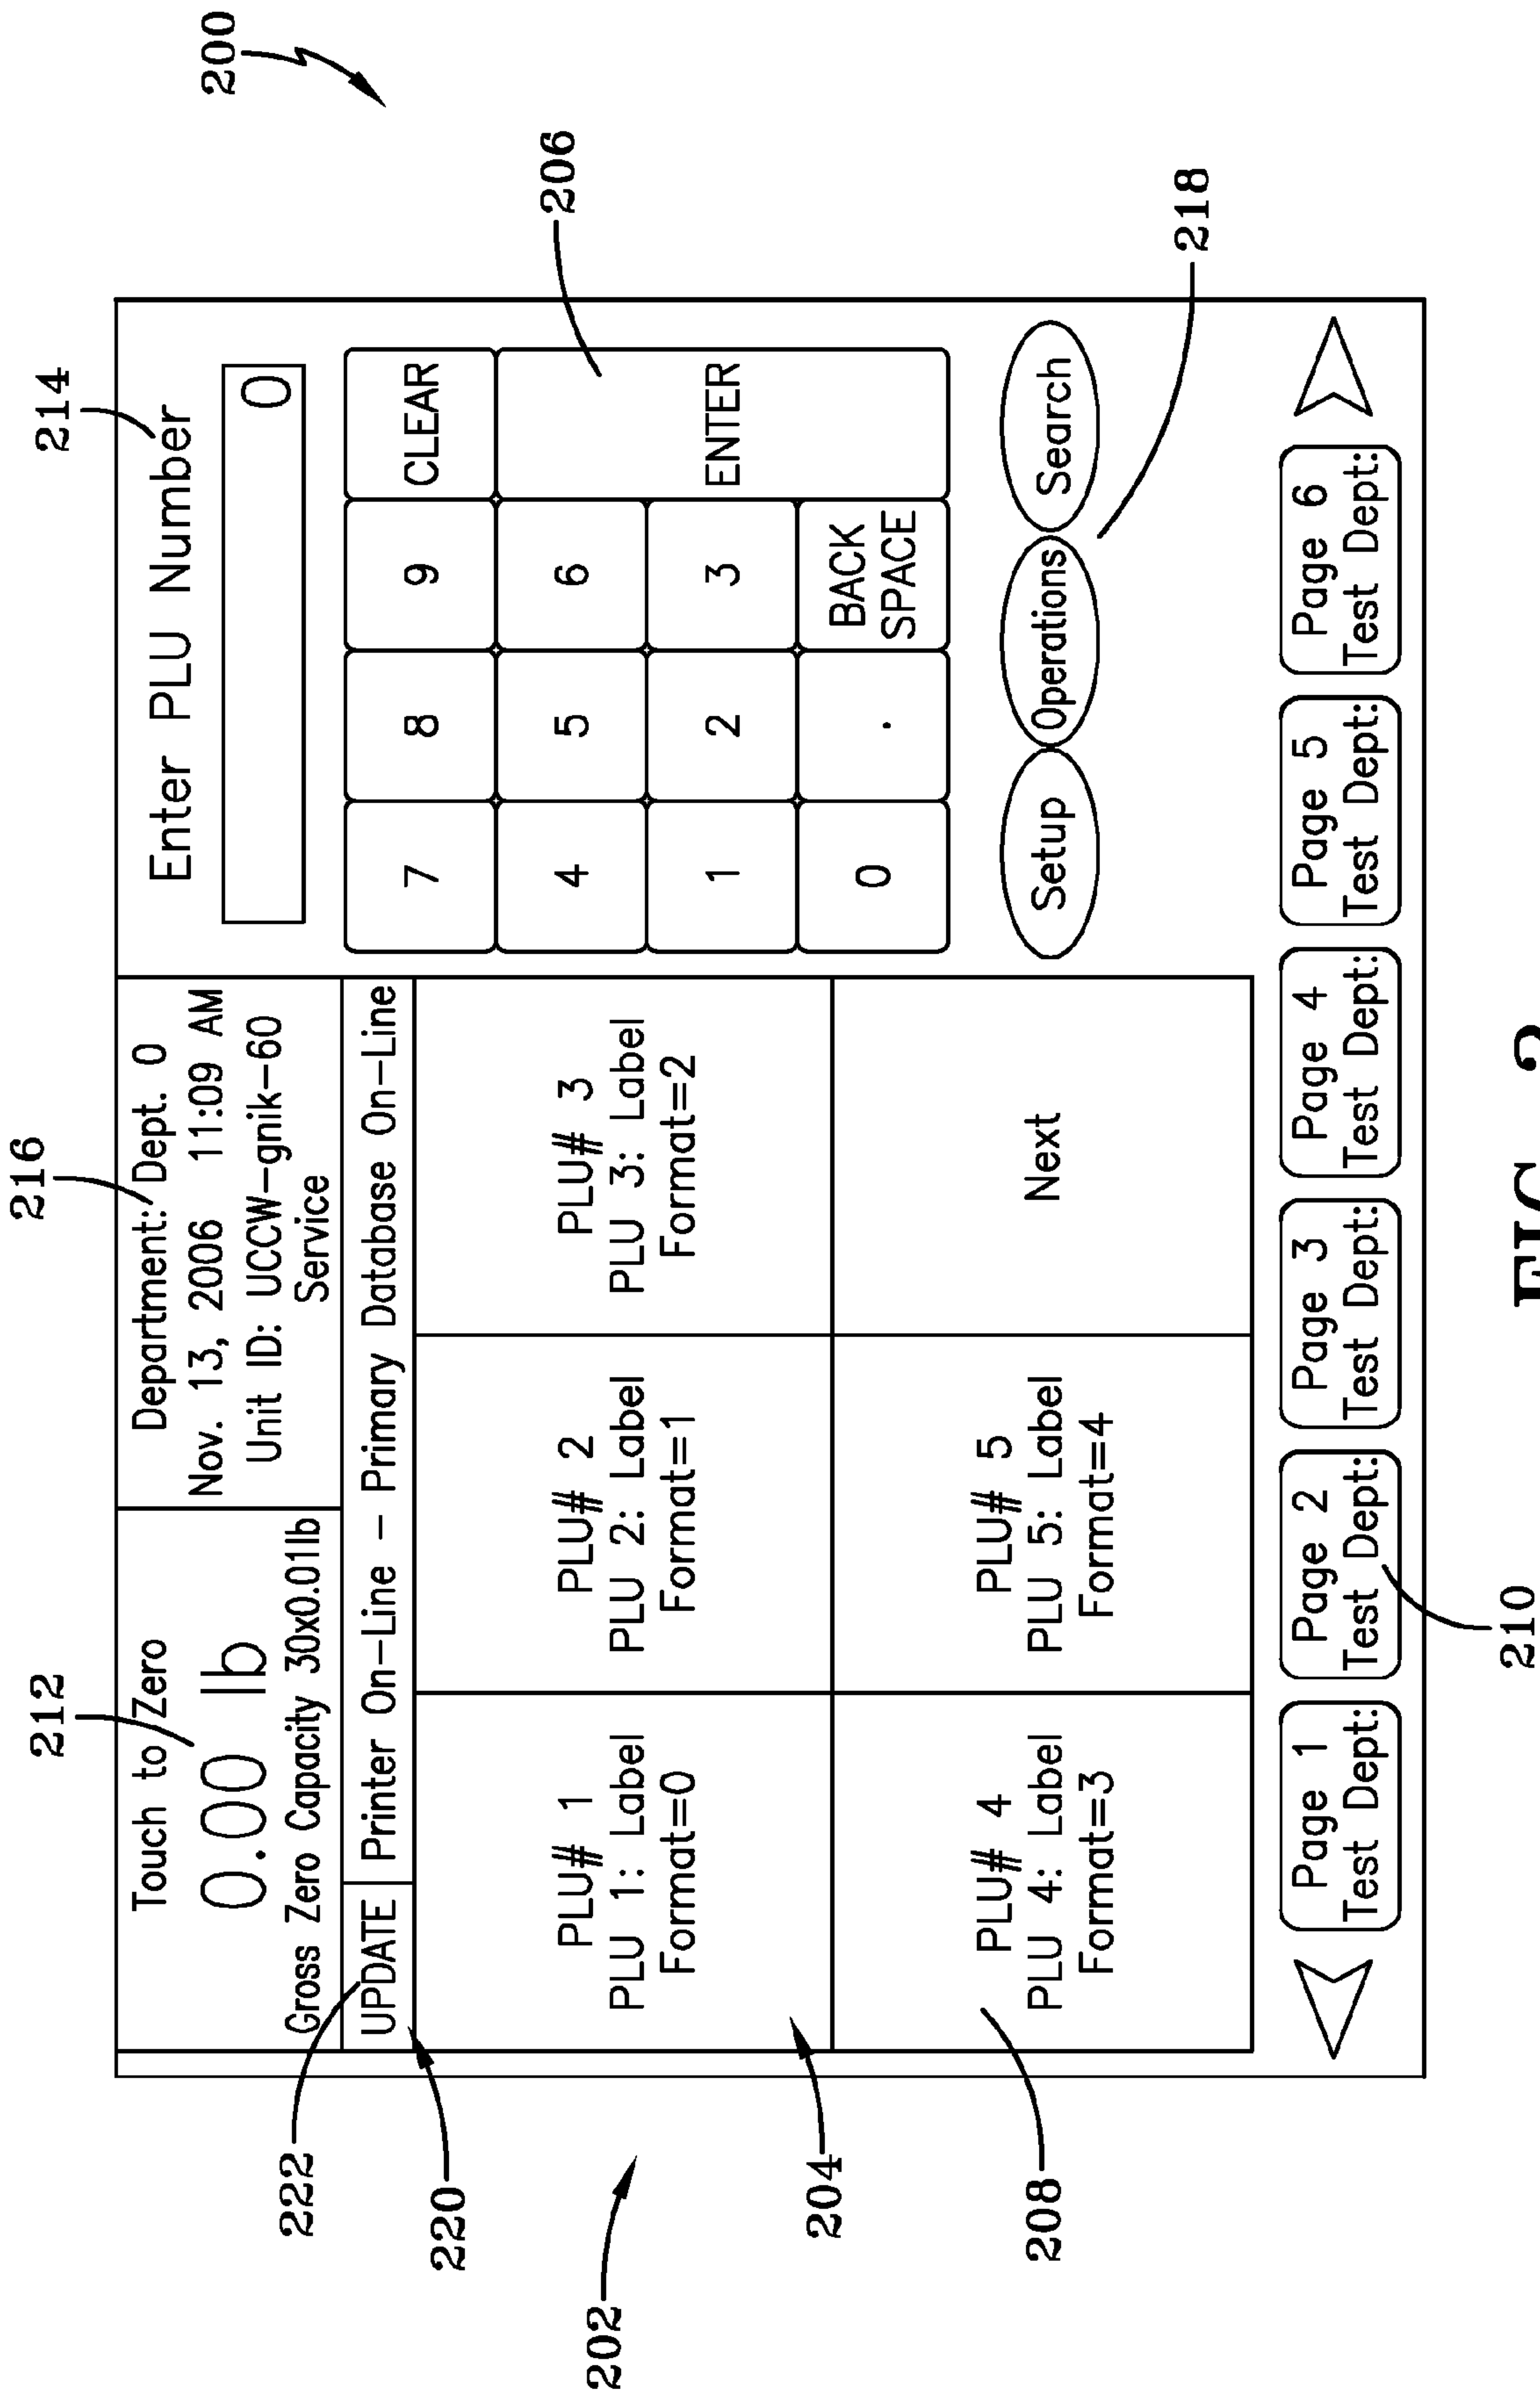 200
214
216
212
Touch to Zero
0.00 lb
Gross Zero Capacity 30x0.01lb
Department: Dept. 0
Nov. 13, 2006 11:09 AM
Unit ID: UCCW-gnik-60
Service
Enter PLU Number
0
222
UPDATE
Printer On-Line - Primary Database On-Line
220
202
204
208
PLU# 1
PLU 1: Label
Format=0
PLU# 2
PLU 2: Label
Format=1
PLU# 3
PLU 3: Label
Format=2
PLU# 4
PLU 4: Label
Format=3
PLU# 5
PLU 5: Label
Format=4
Next
7 8 9 CLEAR
4 5 6
1 2 3 ENTER
0 . BACK SPACE
206
Setup Operations Search
218
Page 1
Test Dept:
Page 2
Test Dept:
Page 3
Test Dept:
Page 4
Test Dept:
Page 5
Test Dept:
Page 6
Test Dept:
210